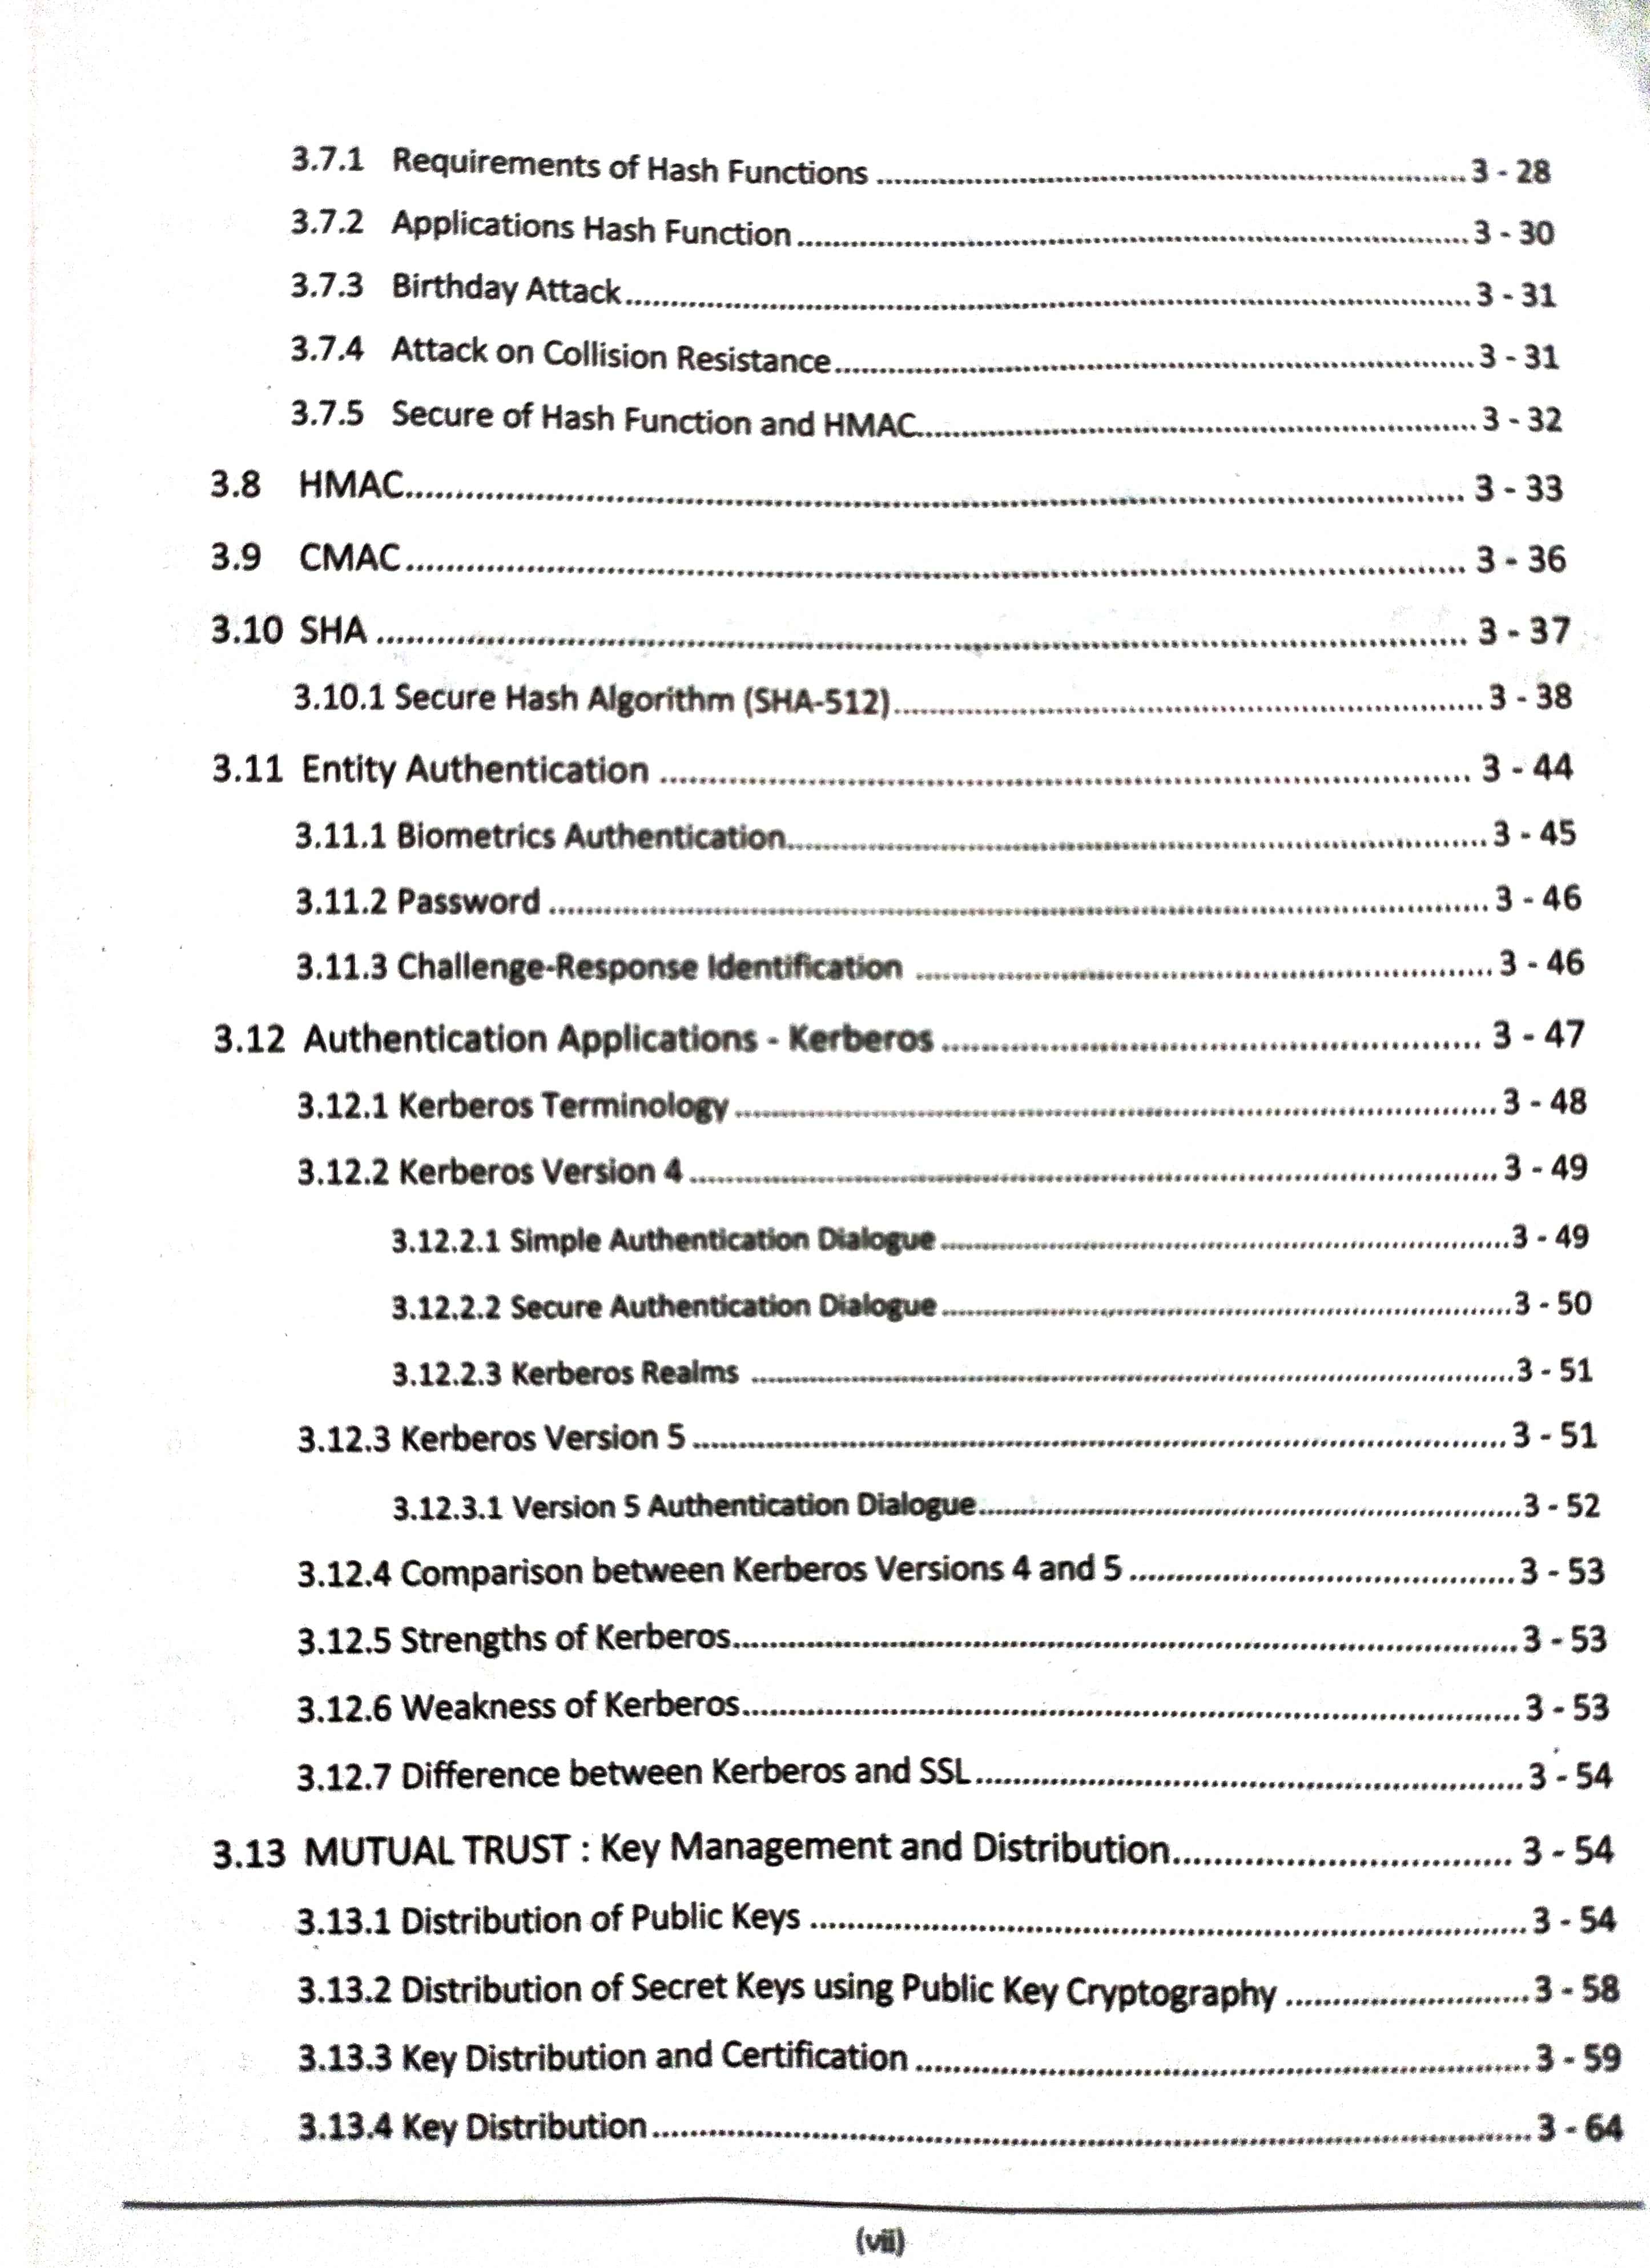 3.7.1 Requirements of Hash Functions ........ 3 - 28
3.7.2 Applications Hash Function ........ 3 - 30
3.7.3 Birthday Attack ........ 3 - 31
3.7.4 Attack on Collision Resistance ........ 3 - 31
3.7.5 Secure of Hash Function and HMAC ........ 3 - 32
3.8 HMAC ........ 3 - 33
3.9 CMAC ........ 3 - 36
3.10 SHA ........ 3 - 37
3.10.1 Secure Hash Algorithm (SHA-512) ........ 3 - 38
3.11 Entity Authentication ........ 3 - 44
3.11.1 Biometrics Authentication ........ 3 - 45
3.11.2 Password ........ 3 - 46
3.11.3 Challenge-Response Identification ........ 3 - 46
3.12 Authentication Applications - Kerberos ........ 3 - 47
3.12.1 Kerberos Terminology ........ 3 - 48
3.12.2 Kerberos Version 4 ........ 3 - 49
3.12.2.1 Simple Authentication Dialogue ........ 3 - 49
3.12.2.2 Secure Authentication Dialogue ........ 3 - 50
3.12.2.3 Kerberos Realms ........ 3 - 51
3.12.3 Kerberos Version 5 ........ 3 - 51
3.12.3.1 Version 5 Authentication Dialogue ........ 3 - 52
3.12.4 Comparison between Kerberos Versions 4 and 5 ........ 3 - 53
3.12.5 Strengths of Kerberos ........ 3 - 53
3.12.6 Weakness of Kerberos ........ 3 - 53
3.12.7 Difference between Kerberos and SSL ........ 3 - 54
3.13 MUTUAL TRUST : Key Management and Distribution ........ 3 - 54
3.13.1 Distribution of Public Keys ........ 3 - 54
3.13.2 Distribution of Secret Keys using Public Key Cryptography ........ 3 - 58
3.13.3 Key Distribution and Certification ........ 3 - 59
3.13.4 Key Distribution ........ 3 - 64
(vii)